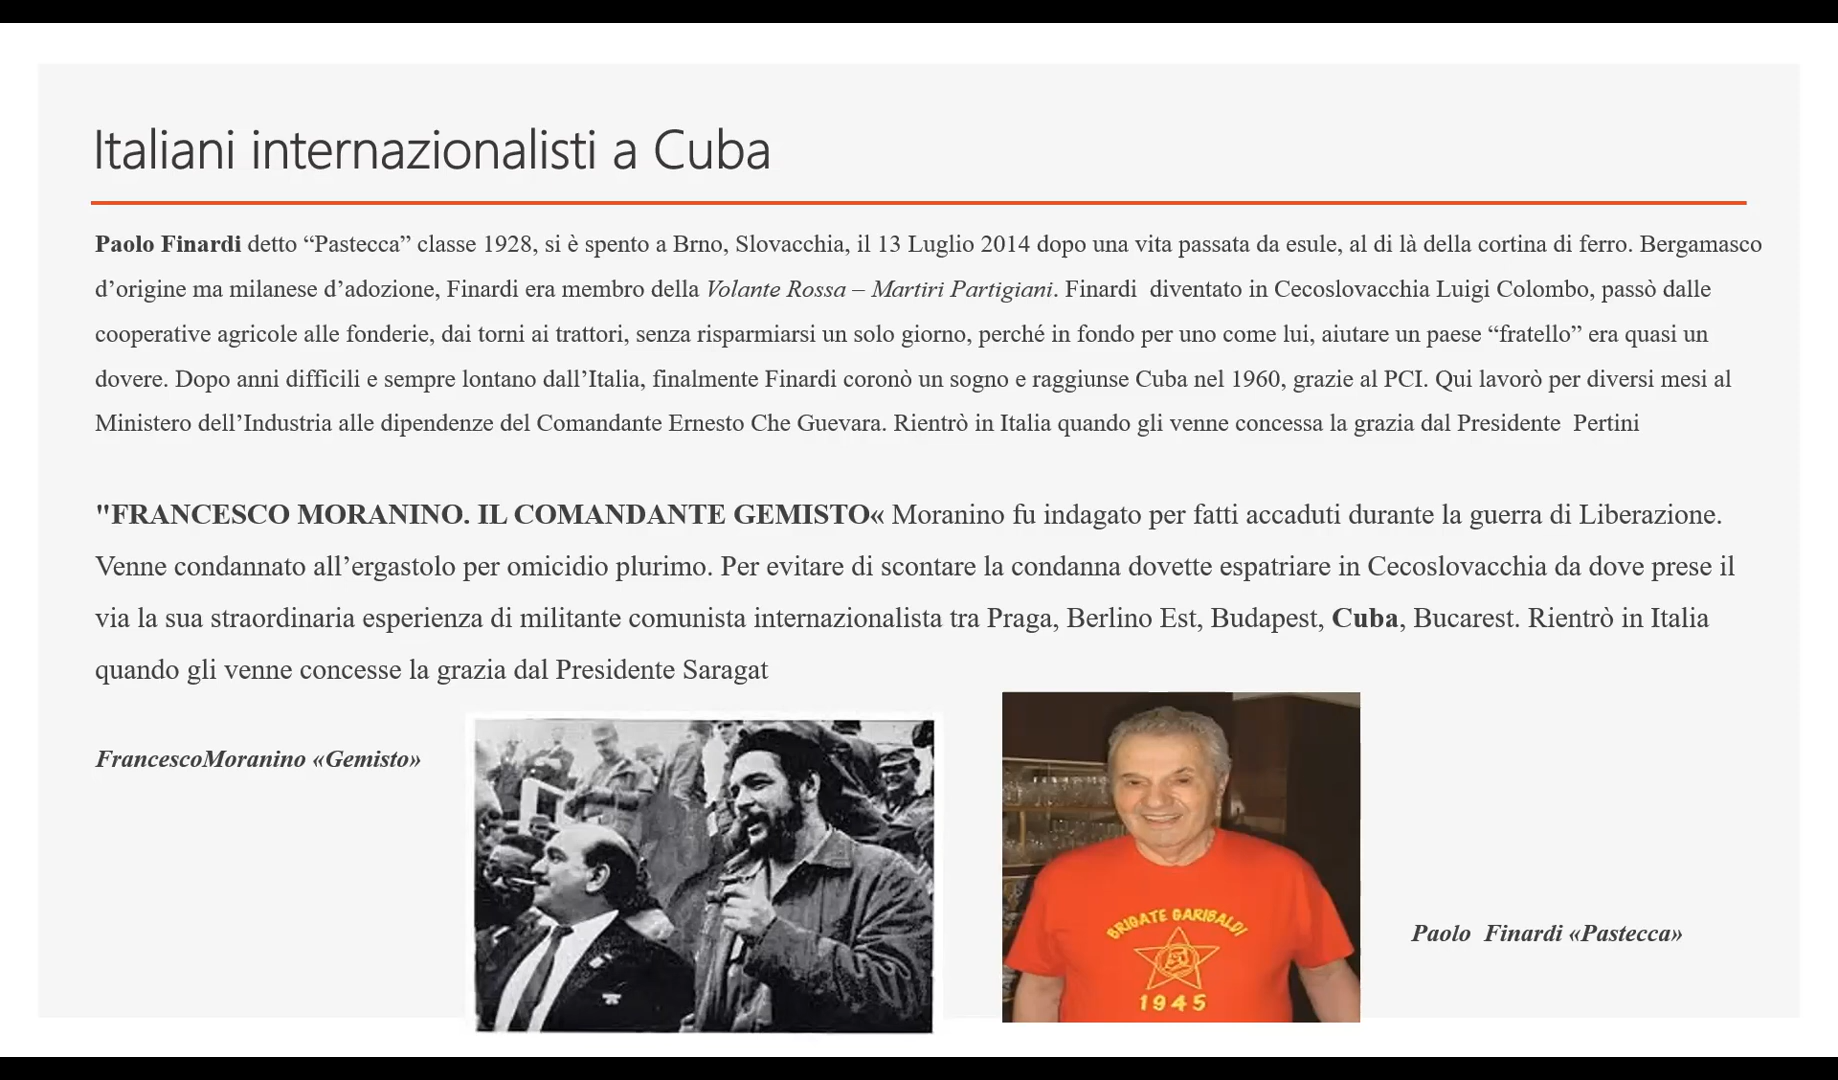 Italiani internazionalisti a Cuba
Paolo Finardi detto “Pastecca” classe 1928, si è spento a Brno, Slovacchia, il 13 Luglio 2014 dopo una vita passata da esule, al di là della cortina di ferro. Bergamasco
d’origine ma milanese d’adozione, Finardi era membro della Volante Rossa – Martiri Partigiani. Finardi  diventato in Cecoslovacchia Luigi Colombo, passò dalle
cooperative agricole alle fonderie, dai torni ai trattori, senza risparmiarsi un solo giorno, perché in fondo per uno come lui, aiutare un paese “fratello” era quasi un
dovere. Dopo anni difficili e sempre lontano dall’Italia, finalmente Finardi coronò un sogno e raggiunse Cuba nel 1960, grazie al PCI. Qui lavorò per diversi mesi al
Ministero dell’Industria alle dipendenze del Comandante Ernesto Che Guevara. Rientrò in Italia quando gli venne concessa la grazia dal Presidente  Pertini
"FRANCESCO MORANINO. IL COMANDANTE GEMISTO« Moranino fu indagato per fatti accaduti durante la guerra di Liberazione.
Venne condannato all’ergastolo per omicidio plurimo. Per evitare di scontare la condanna dovette espatriare in Cecoslovacchia da dove prese il
via la sua straordinaria esperienza di militante comunista internazionalista tra Praga, Berlino Est, Budapest, Cuba, Bucarest. Rientrò in Italia
quando gli venne concesse la grazia dal Presidente Saragat
FrancescoMoranino «Gemisto»
BRIGATE GARIBALDI
1945
Paolo  Finardi «Pastecca»